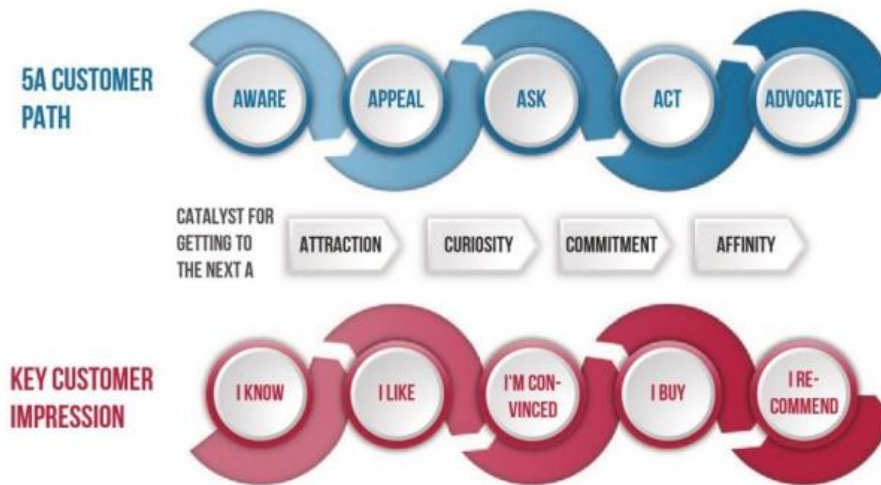 5A CUSTOMER
PATH
AWARE
APPEAL
ASK
ACT
ADVOCATE
CATALYST FOR
GETTING TO
THE NEXT A
ATTRACTION
CURIOSITY
COMMITMENT
AFFINITY
KEY CUSTOMER
IMPRESSION
I KNOW
I LIKE
I'M CON-
VINCED
I BUY
I RE-
COMMEND